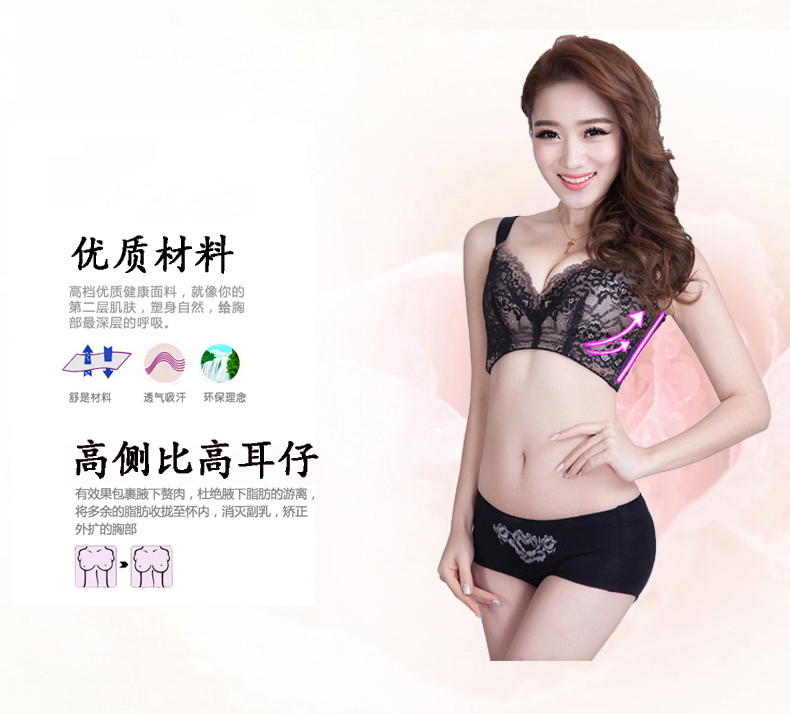 优质材料
高档优质健康面料，就像你的
第二层肌肤，塑身自然，给胸
部最深层的呼吸。
舒是材料
透气吸汗
环保理念
高侧比高耳仔
有效果包裹腋下赘肉，杜绝腋下脂肪的游离，
将多余的脂肪收拢至怀内，消灭副乳，矫正
外扩的胸部